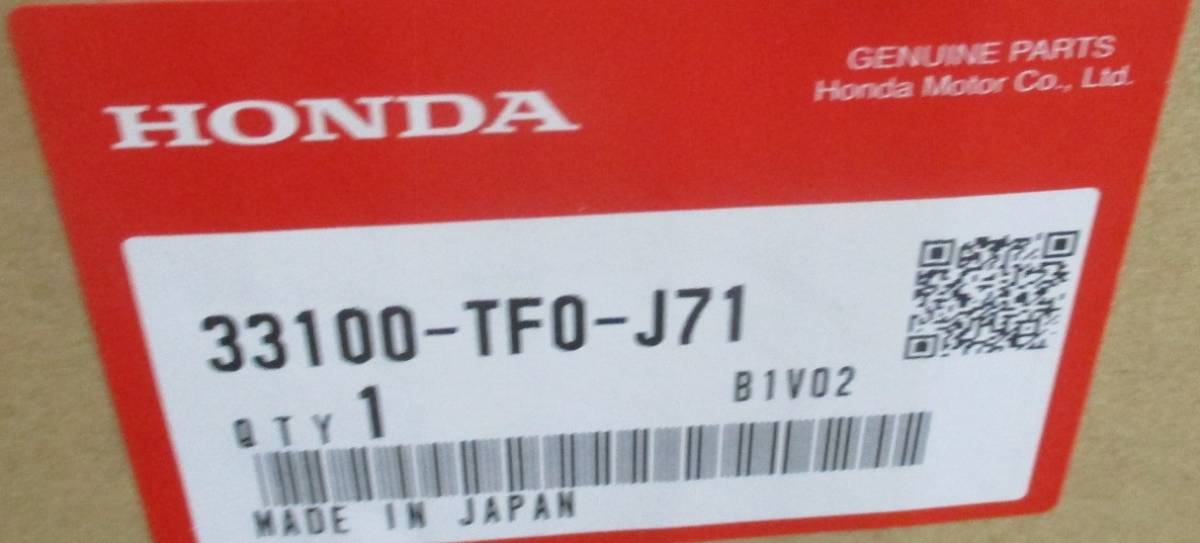 HONDA
GENUINE PARTS
Honda Motor Co., Ltd.
33100-TF0-J71
QTY 1
B1V02
MADE IN JAPAN